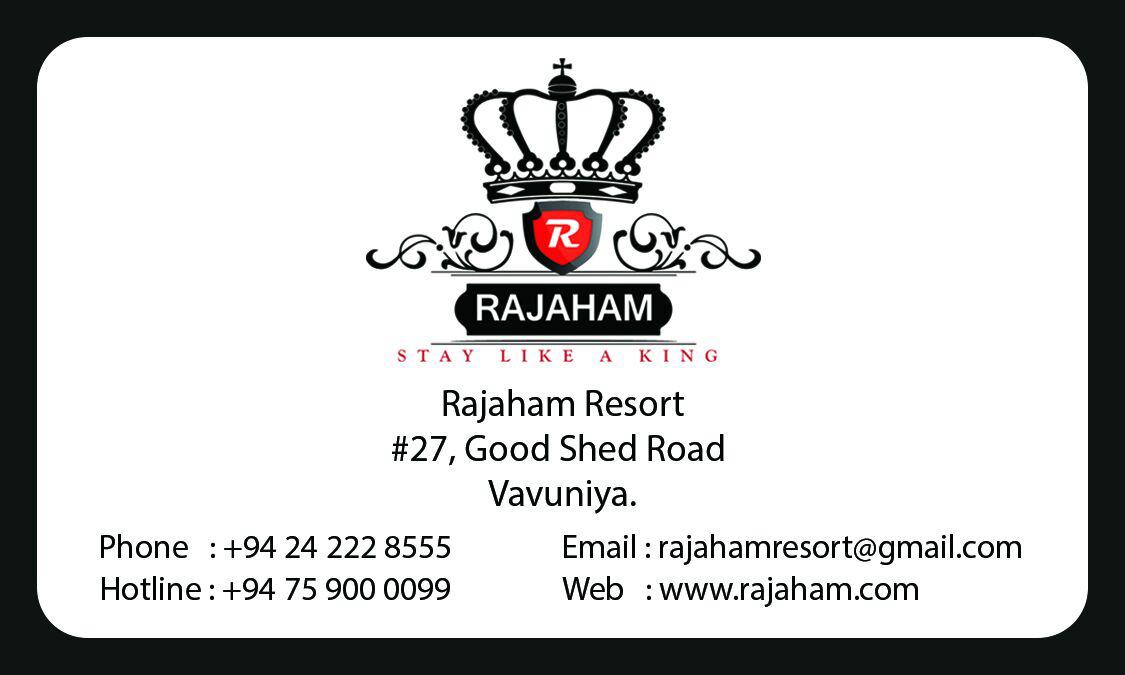 R
RAJAHAM
STAY LIKE A KING
Rajaham Resort
#27, Good Shed Road
Vavuniya.
Phone : +94 24 222 8555
Hotline : +94 75 900 0099
Email : rajahamresort@gmail.com
Web : www.rajaham.com